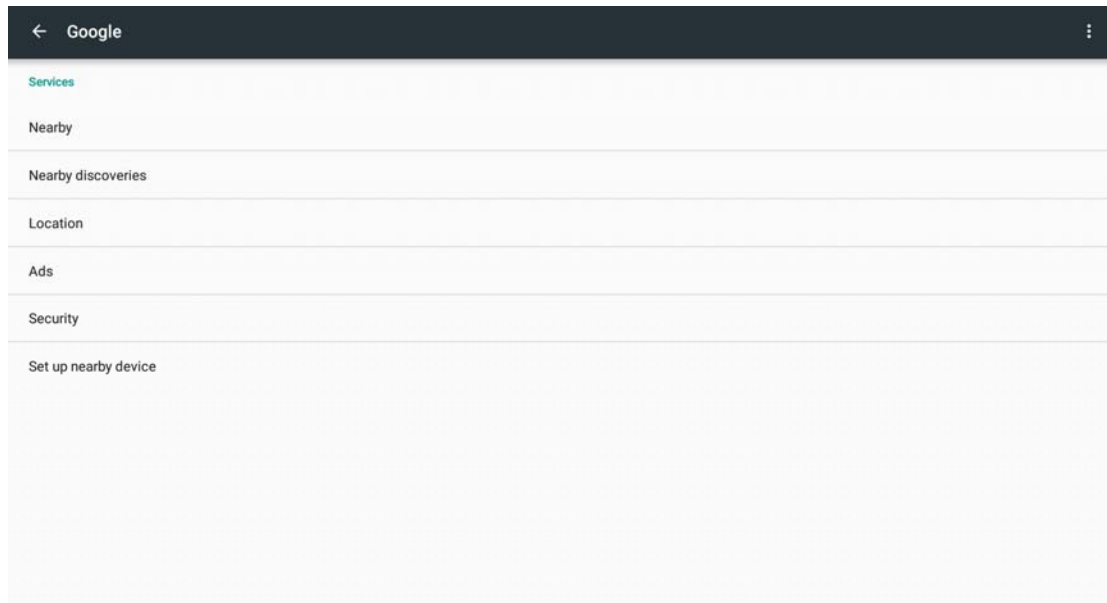 Google
Services
Nearby
Nearby discoveries
Location
Ads
Security
Set up nearby device